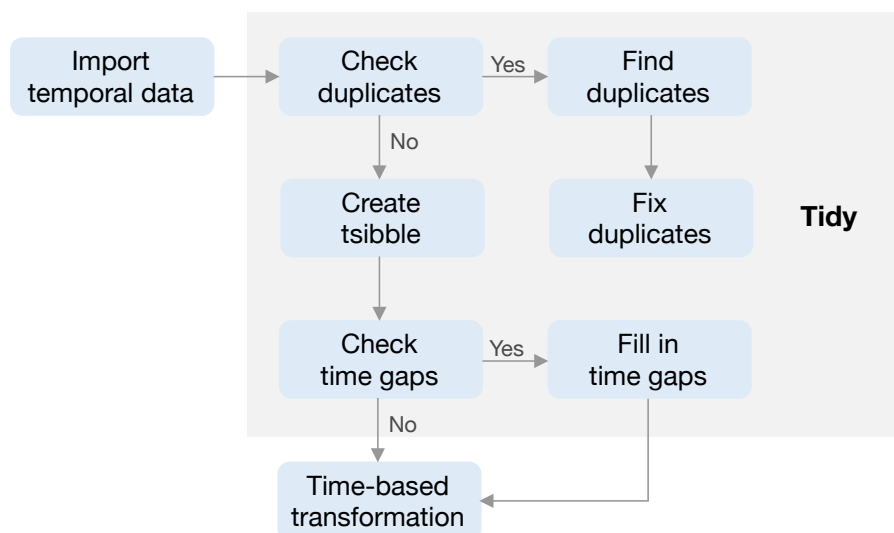 Import
temporal data
Check
duplicates
Yes
Find
duplicates
No
Create
tsibble
Fix
duplicates
Tidy
Check
time gaps
Yes
Fill in
time gaps
No
Time-based
transformation